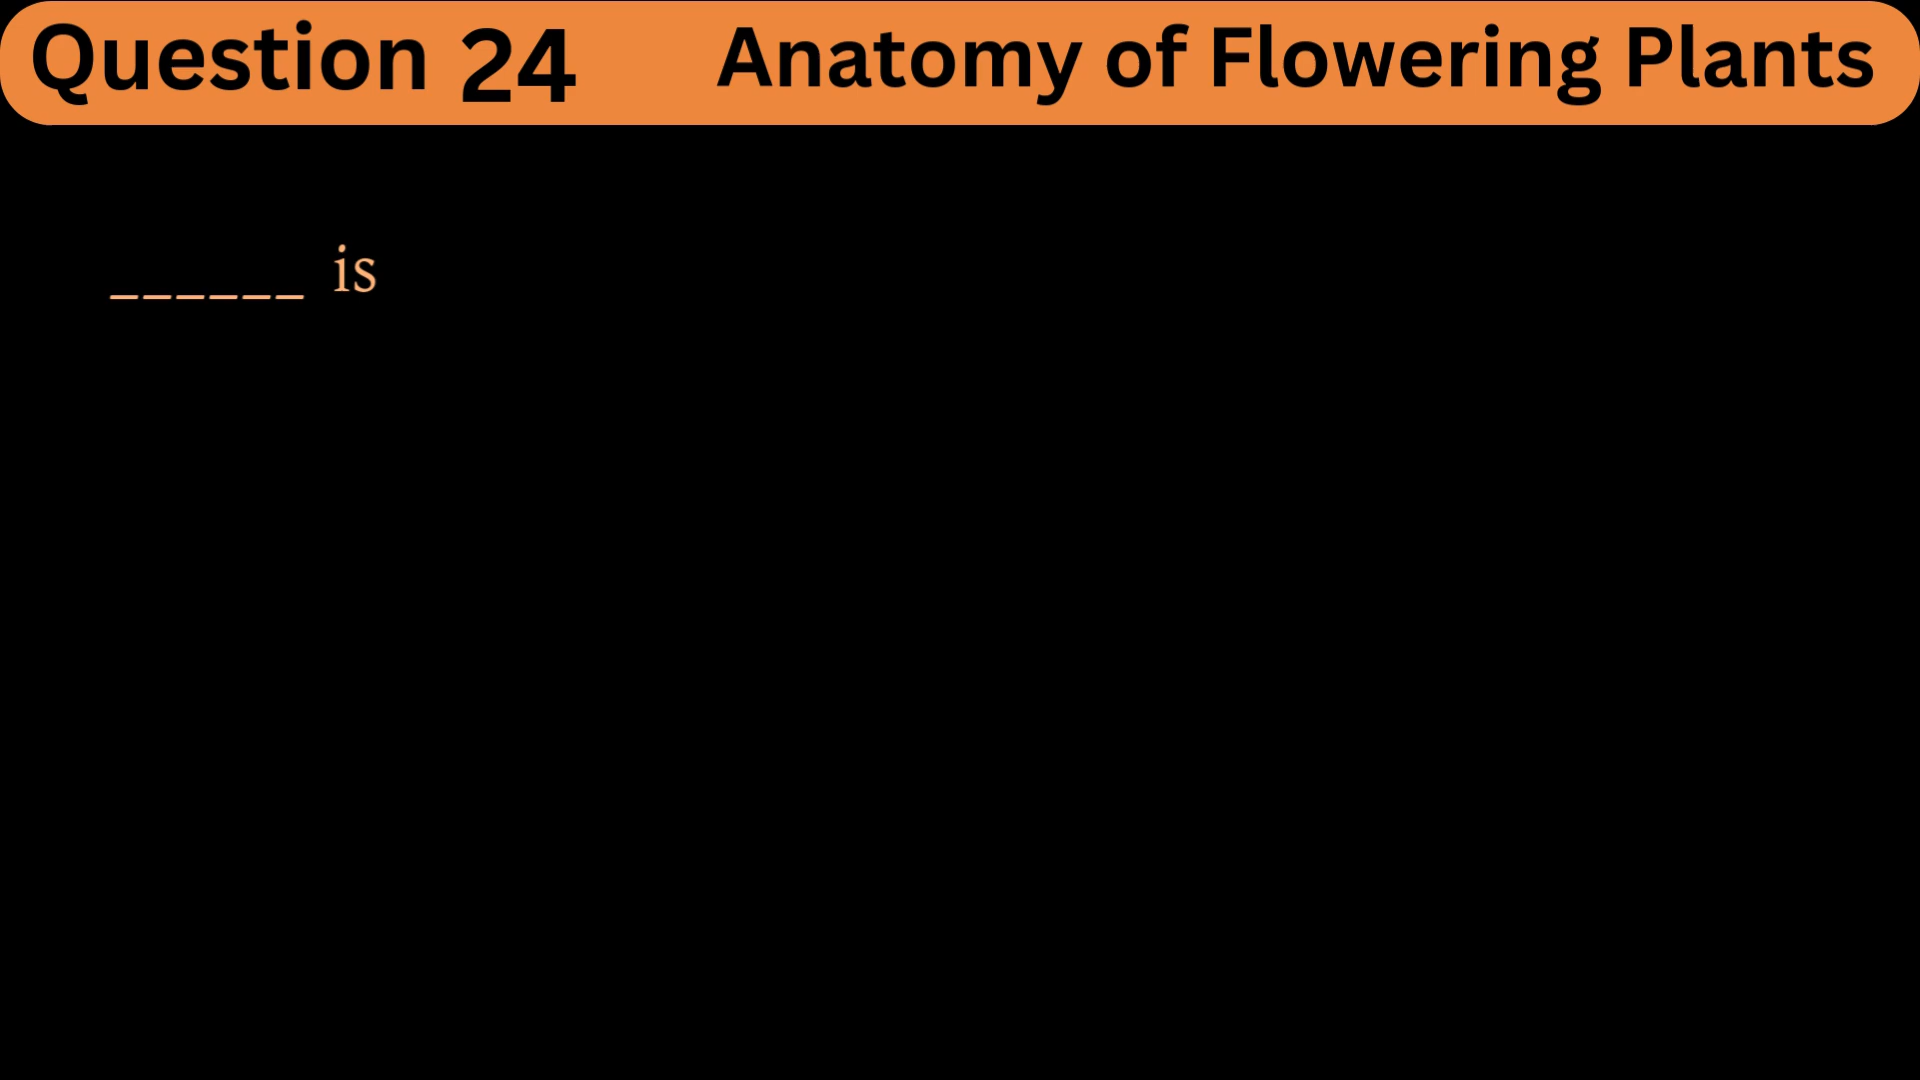 Question 24 Anatomy of Flowering Plants
______ is